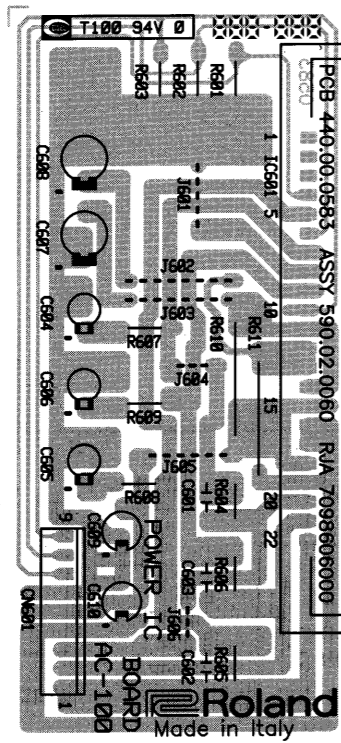 T100 94V 0
R603
R602
R601
PCB 440.00.0583 ASSY 590.02.0060 RJA 7098606000
C608
1
IC601
J601
5
C607
J602
J603
10
C604
R607
R610
R611
J604
C606
R609
15
C605
J605
R608
C601
R604
20
9
C609
POWER IC
22
C603
R606
C610
J606
CN601
C602
R605
1
BOARD
AC-100
Roland
Made in Italy